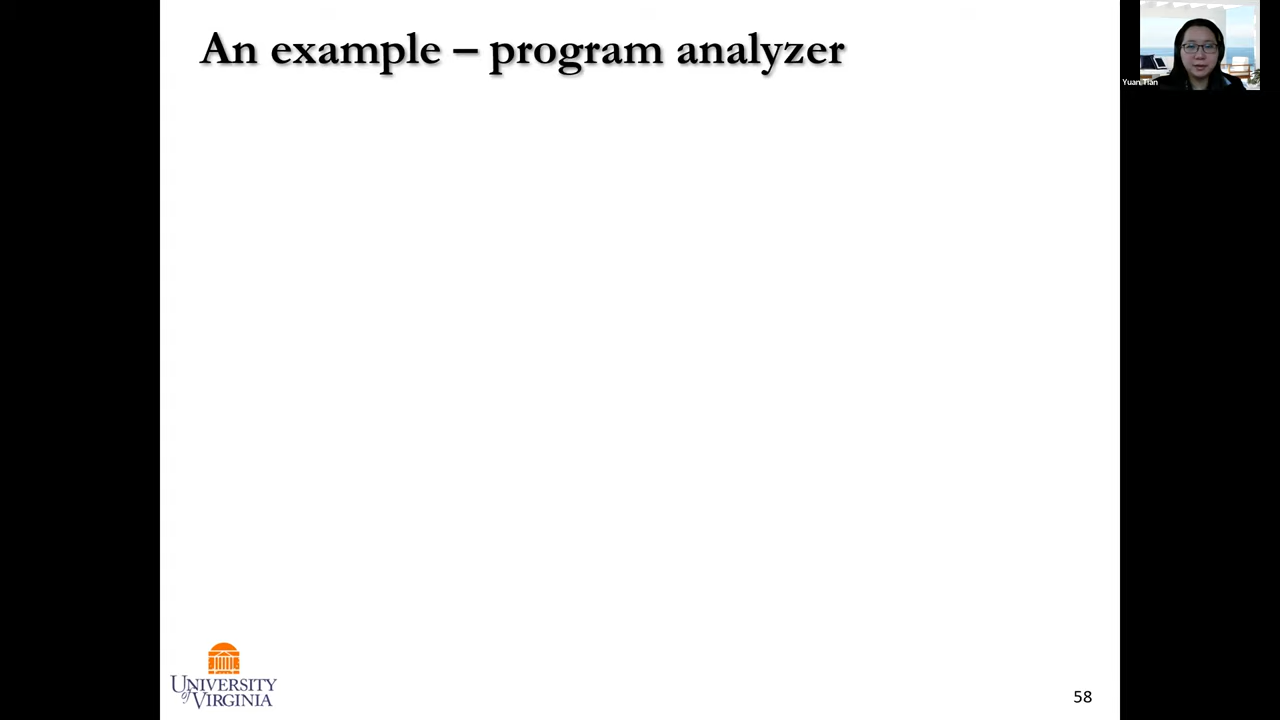 An example – program analyzer
Yuan Tian
UNIVERSITY
of VIRGINIA
58